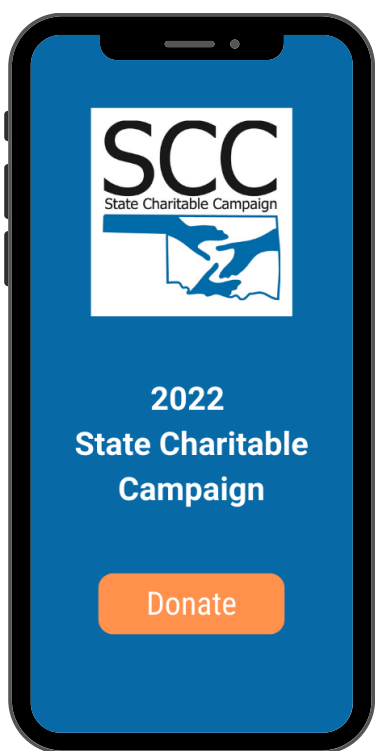 SCC
State Charitable Campaign
2022
State Charitable
Campaign
Donate